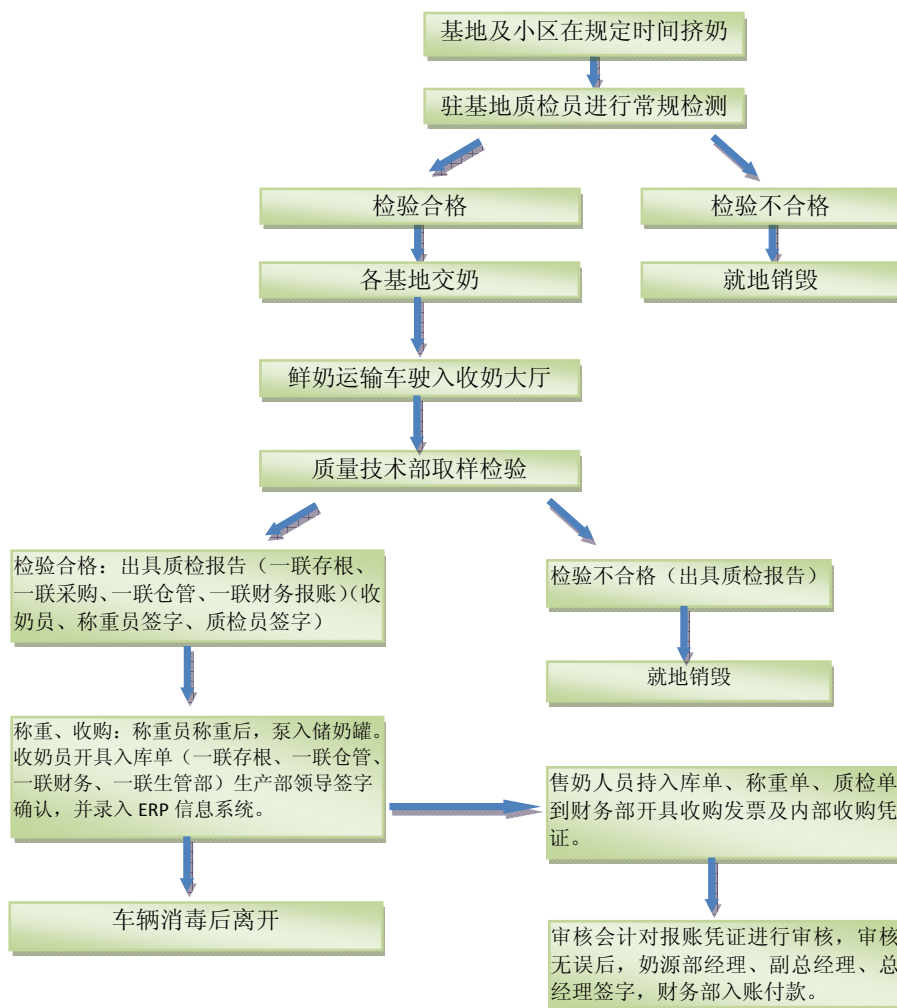 基地及小区在规定时间挤奶
驻基地质检员进行常规检测
检验合格
检验不合格
各基地交奶
就地销毁
鲜奶运输车驶入收奶大厅
质量技术部取样检验
检验合格：出具质检报告（一联存根、
一联采购、一联仓管、一联财务报账）(收
奶员、称重员签字、质检员签字）
检验不合格（出具质检报告）
就地销毁
称重、收购：称重员称重后，泵入储奶罐。
收奶员开具入库单（一联存根、一联仓管、
一联财务、一联生管部）生产部领导签字
确认，并录入 ERP 信息系统。
售奶人员持入库单、称重单、质检单
到财务部开具收购发票及内部收购凭
证。
车辆消毒后离开
审核会计对报账凭证进行审核，审核
无误后，奶源部经理、副总经理、总
经理签字，财务部入账付款。